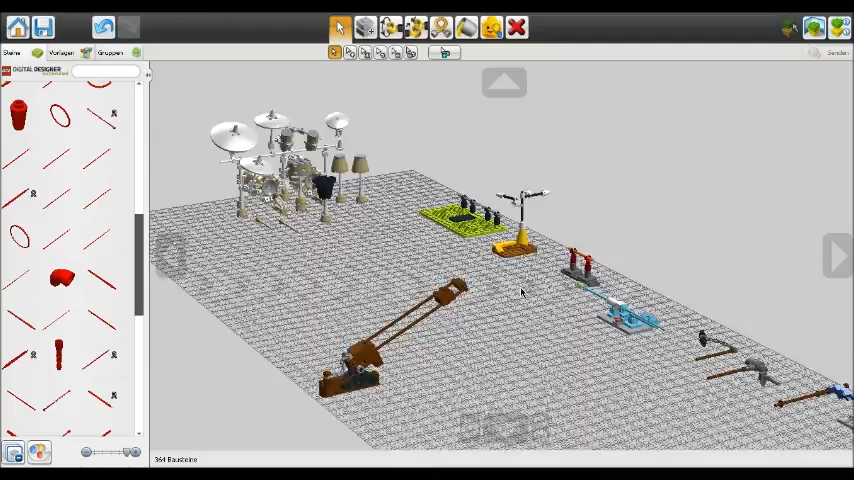 Steine
Vorlagen
Gruppen
Senden
DIGITAL DESIGNER
364 Bausteine